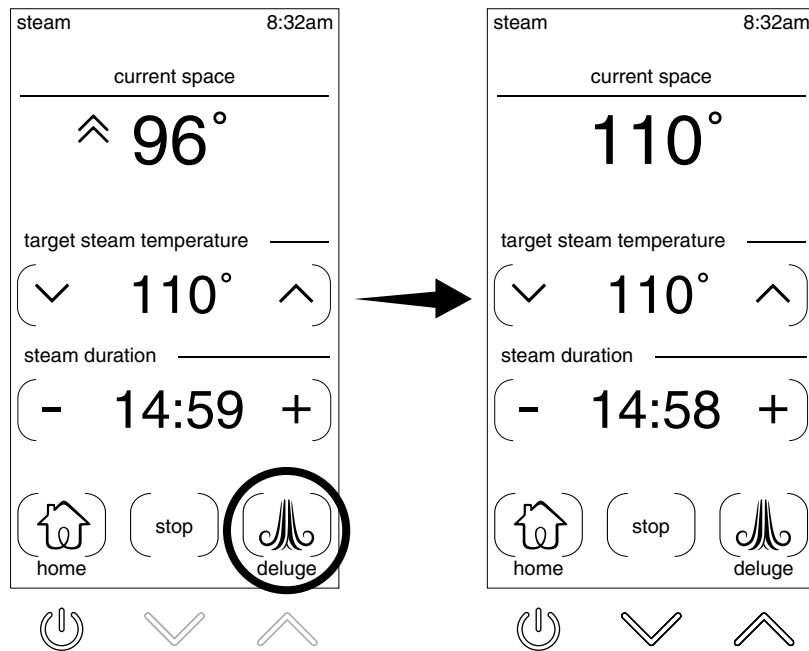 steam 8:32am
current space
96°
target steam temperature
110°
steam duration
- 14:59 +
stop
home deluge
steam 8:32am
current space
110°
target steam temperature
110°
steam duration
- 14:58 +
stop
home deluge